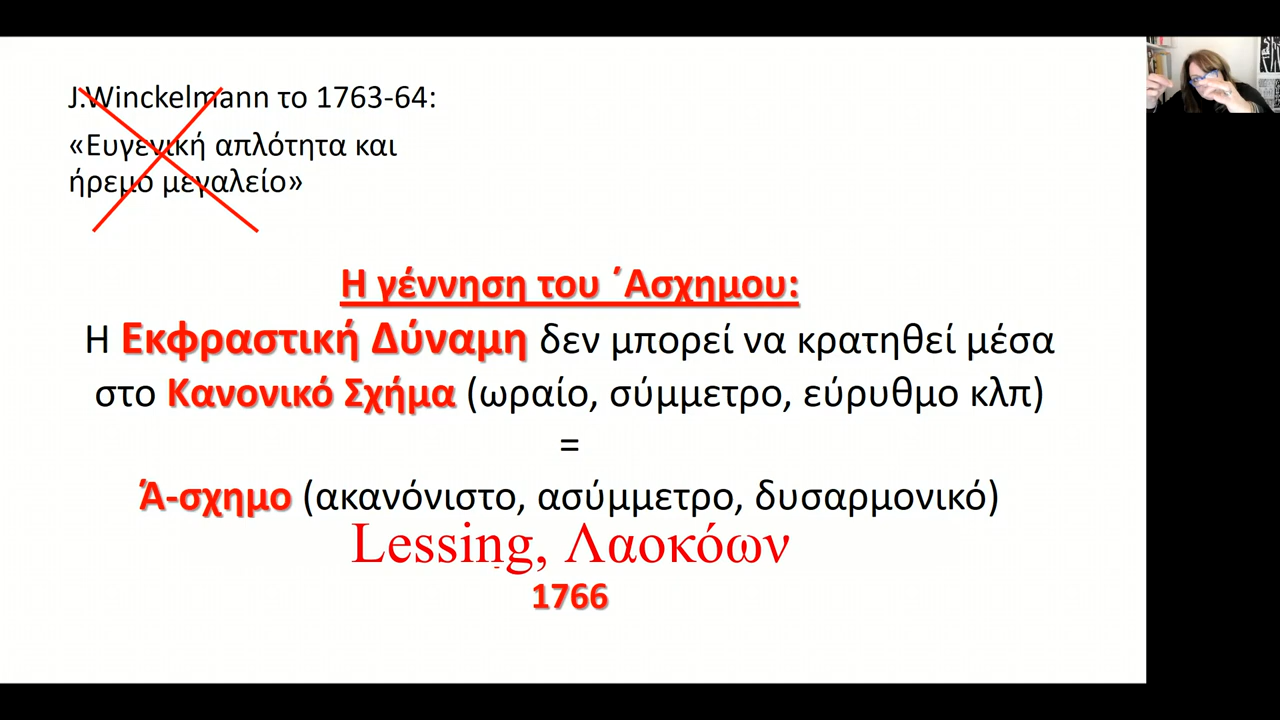 J.Winckelmann το 1763-64:
«Ευγενική απλότητα και
ήρεμο μεγαλείο»
Η γέννηση του ΄Ασχημου:
Η Εκφραστική Δύναμη δεν μπορεί να κρατηθεί μέσα
στο Κανονικό Σχήμα (ωραίο, σύμμετρο, εύρυθμο κλπ)
=
Ά-σχημο (ακανόνιστο, ασύμμετρο, δυσαρμονικό)
Lessing, Λαοκόων
1766